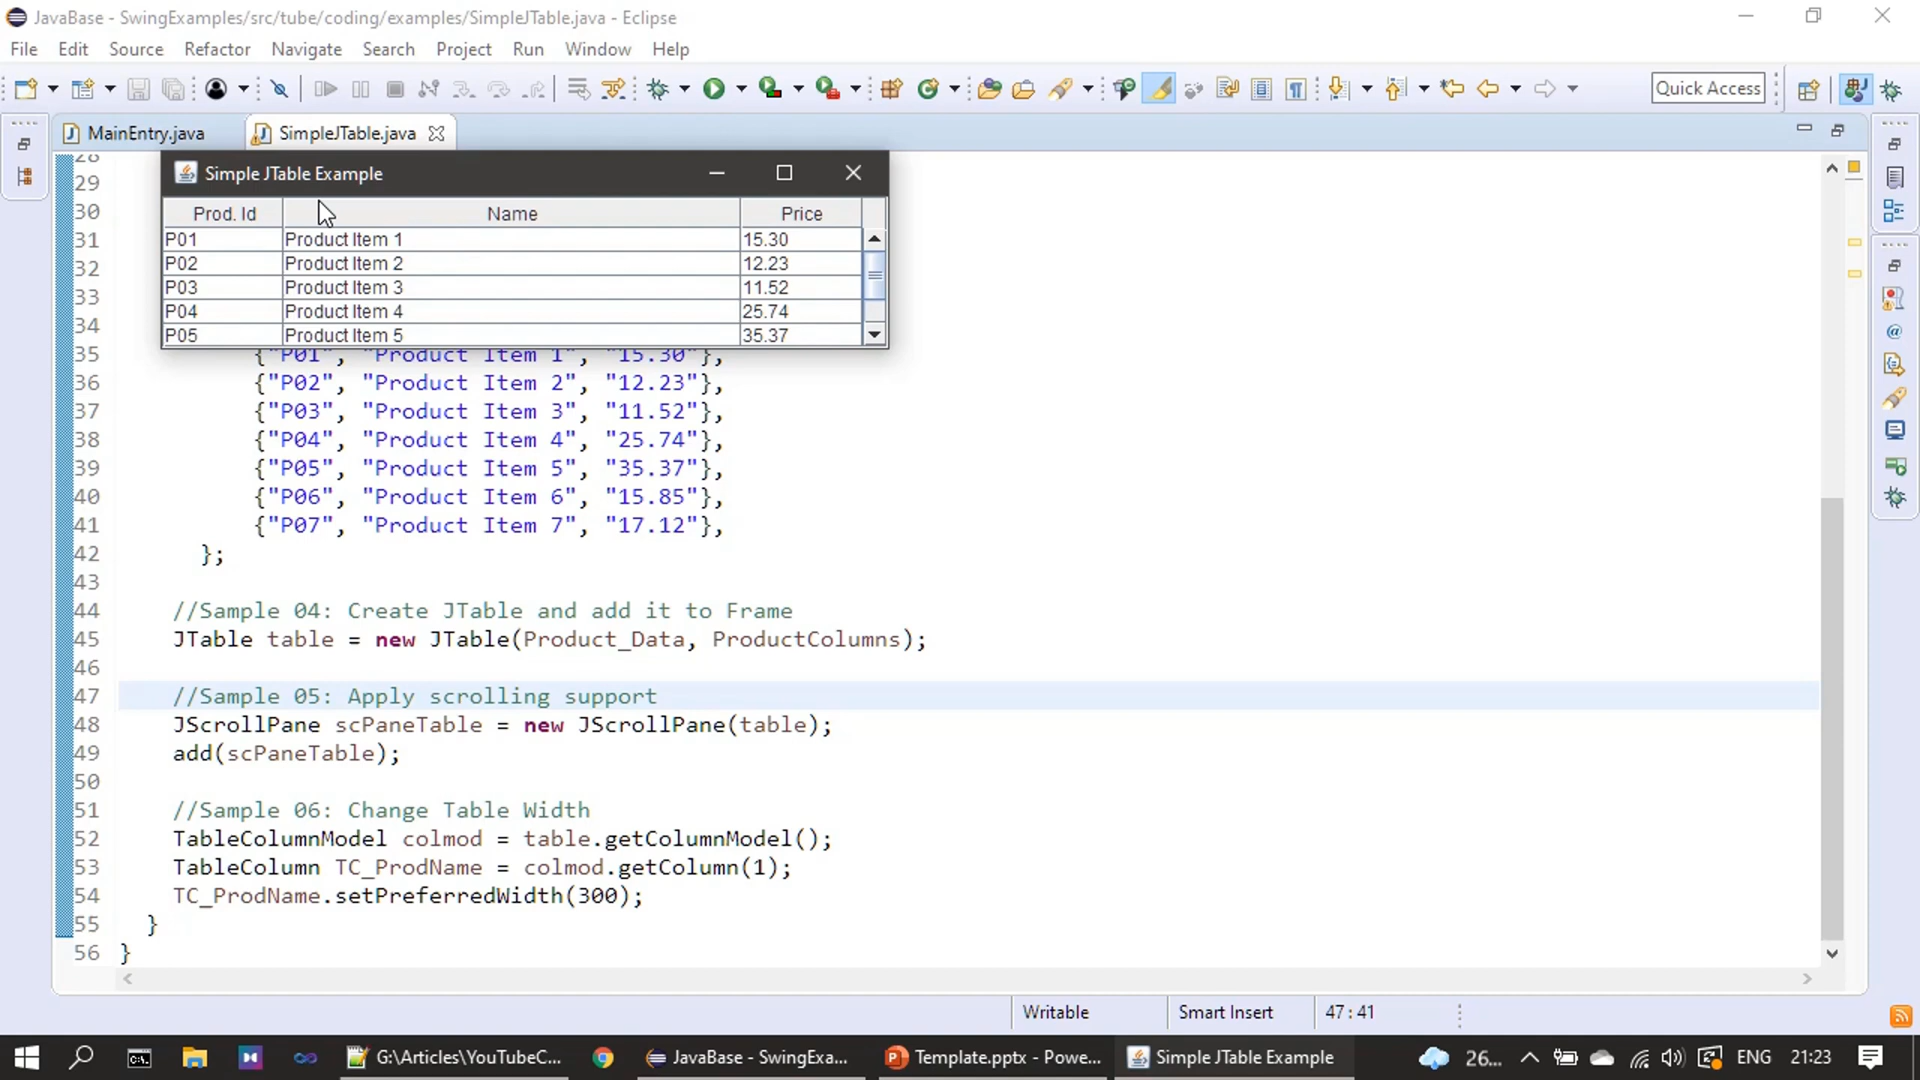 JavaBase - SwingExamples/src/tube/coding/examples/SimpleJTable.java - Eclipse
File Edit Source Refactor Navigate Search Project Run Window Help
Quick Access
MainEntry.java SimpleJTable.java
28
Simple JTable Example
29
Prod. Id Name Price
30
P01 Product Item 1 15.30
31
P02 Product Item 2 12.23
32
P03 Product Item 3 11.52
33
P04 Product Item 4 25.74
34
P05 Product Item 5 35.37
35 {"P01", "Product Item 1", "15.30"},
36 {"P02", "Product Item 2", "12.23"},
37 {"P03", "Product Item 3", "11.52"},
38 {"P04", "Product Item 4", "25.74"},
39 {"P05", "Product Item 5", "35.37"},
40 {"P06", "Product Item 6", "15.85"},
41 {"P07", "Product Item 7", "17.12"},
42 };
43
44 //Sample 04: Create JTable and add it to Frame
45 JTable table = new JTable(Product_Data, ProductColumns);
46
47 //Sample 05: Apply scrolling support
48 JScrollPane scPaneTable = new JScrollPane(table);
49 add(scPaneTable);
50
51 //Sample 06: Change Table Width
52 TableColumnModel colmod = table.getColumnModel();
53 TableColumn TC_ProdName = colmod.getColumn(1);
54 TC_ProdName.setPreferredWidth(300);
55 }
56 }
Writable Smart Insert 47 : 41
G:\Articles\YouTubeC... JavaBase - SwingExa... Template.pptx - Powe... Simple JTable Example 26... ENG 21:23